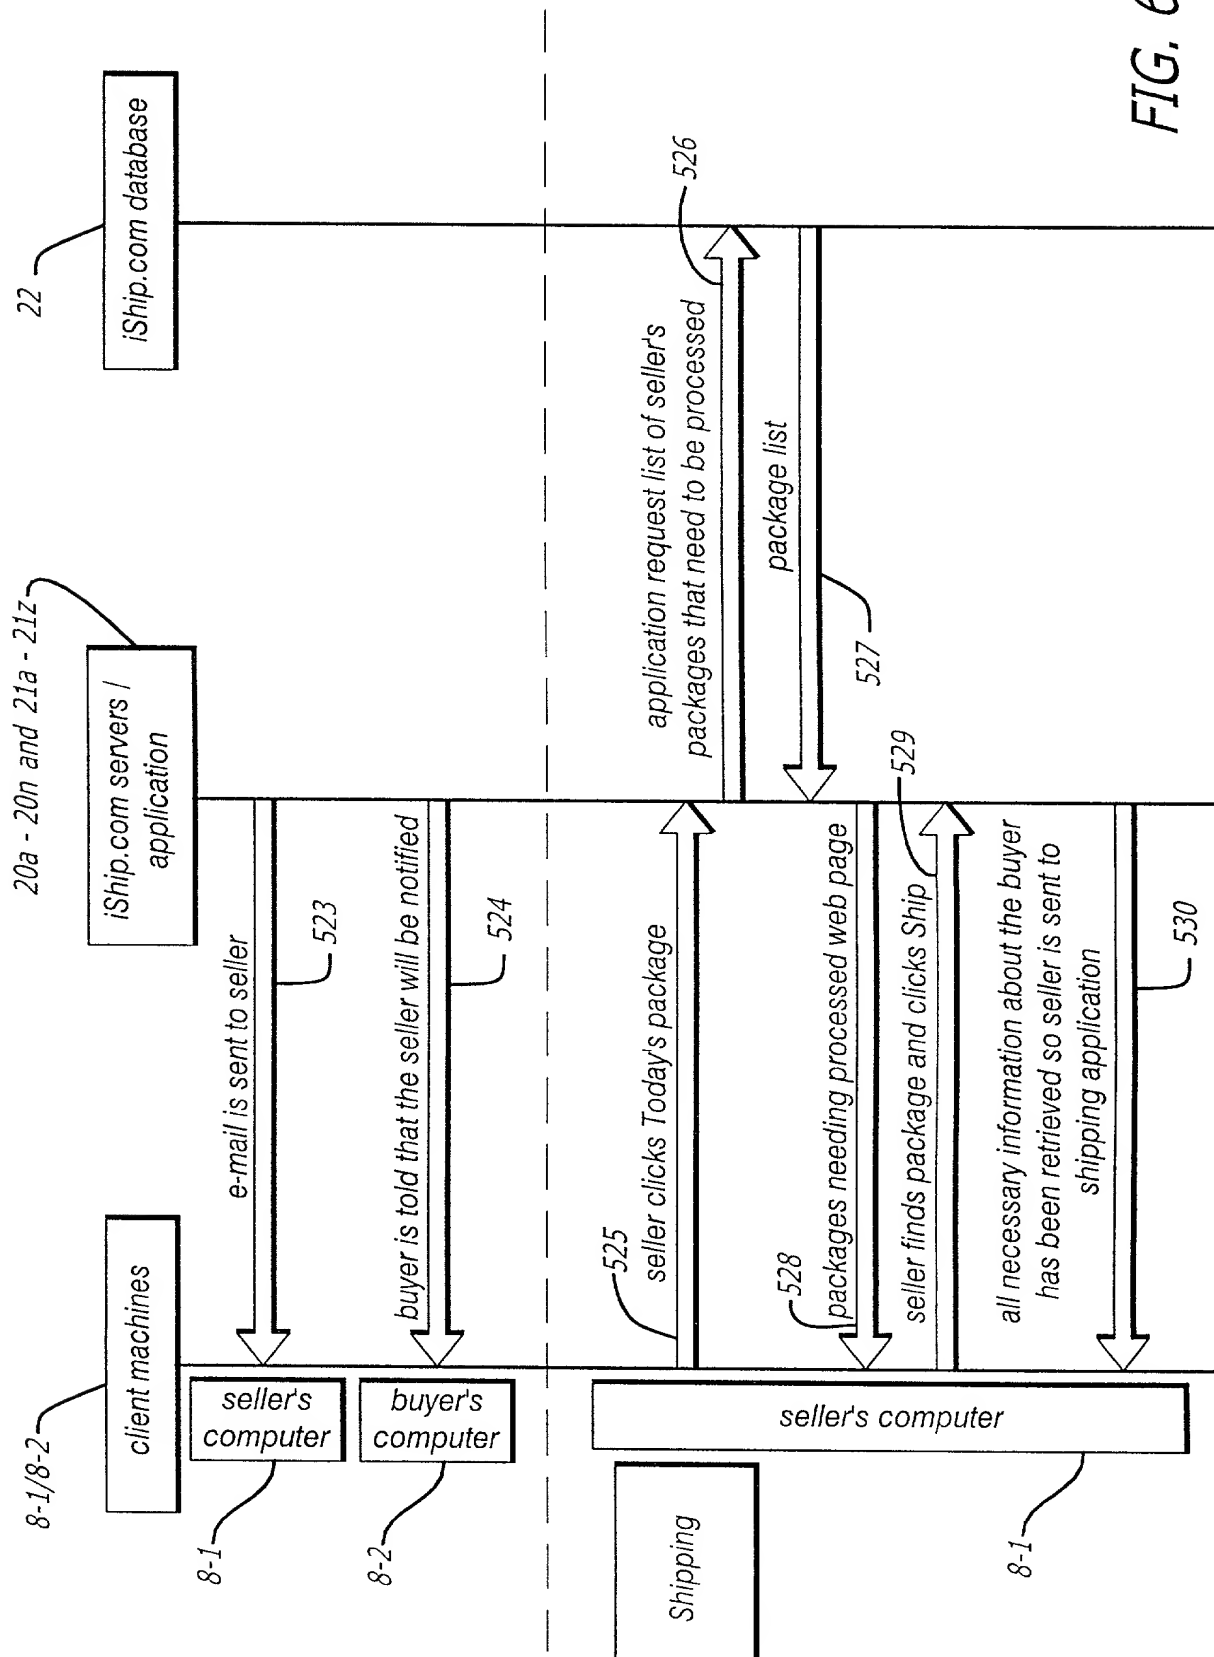 8-1/8-2
20a - 20n and 21a - 21z
22
client machines
iShip.com servers /
application
iShip.com database
8-1
seller's
computer
e-mail is sent to seller
523
8-2
buyer's
computer
buyer is told that the seller will be notified
524
Shipping
seller's computer
8-1
525
seller clicks Today's package
application request list of seller's
packages that need to be processed
526
package list
527
528
packages needing processed web page
seller finds package and clicks Ship
529
all necessary information about the buyer
has been retrieved so seller is sent to
shipping application
530
FIG. 6